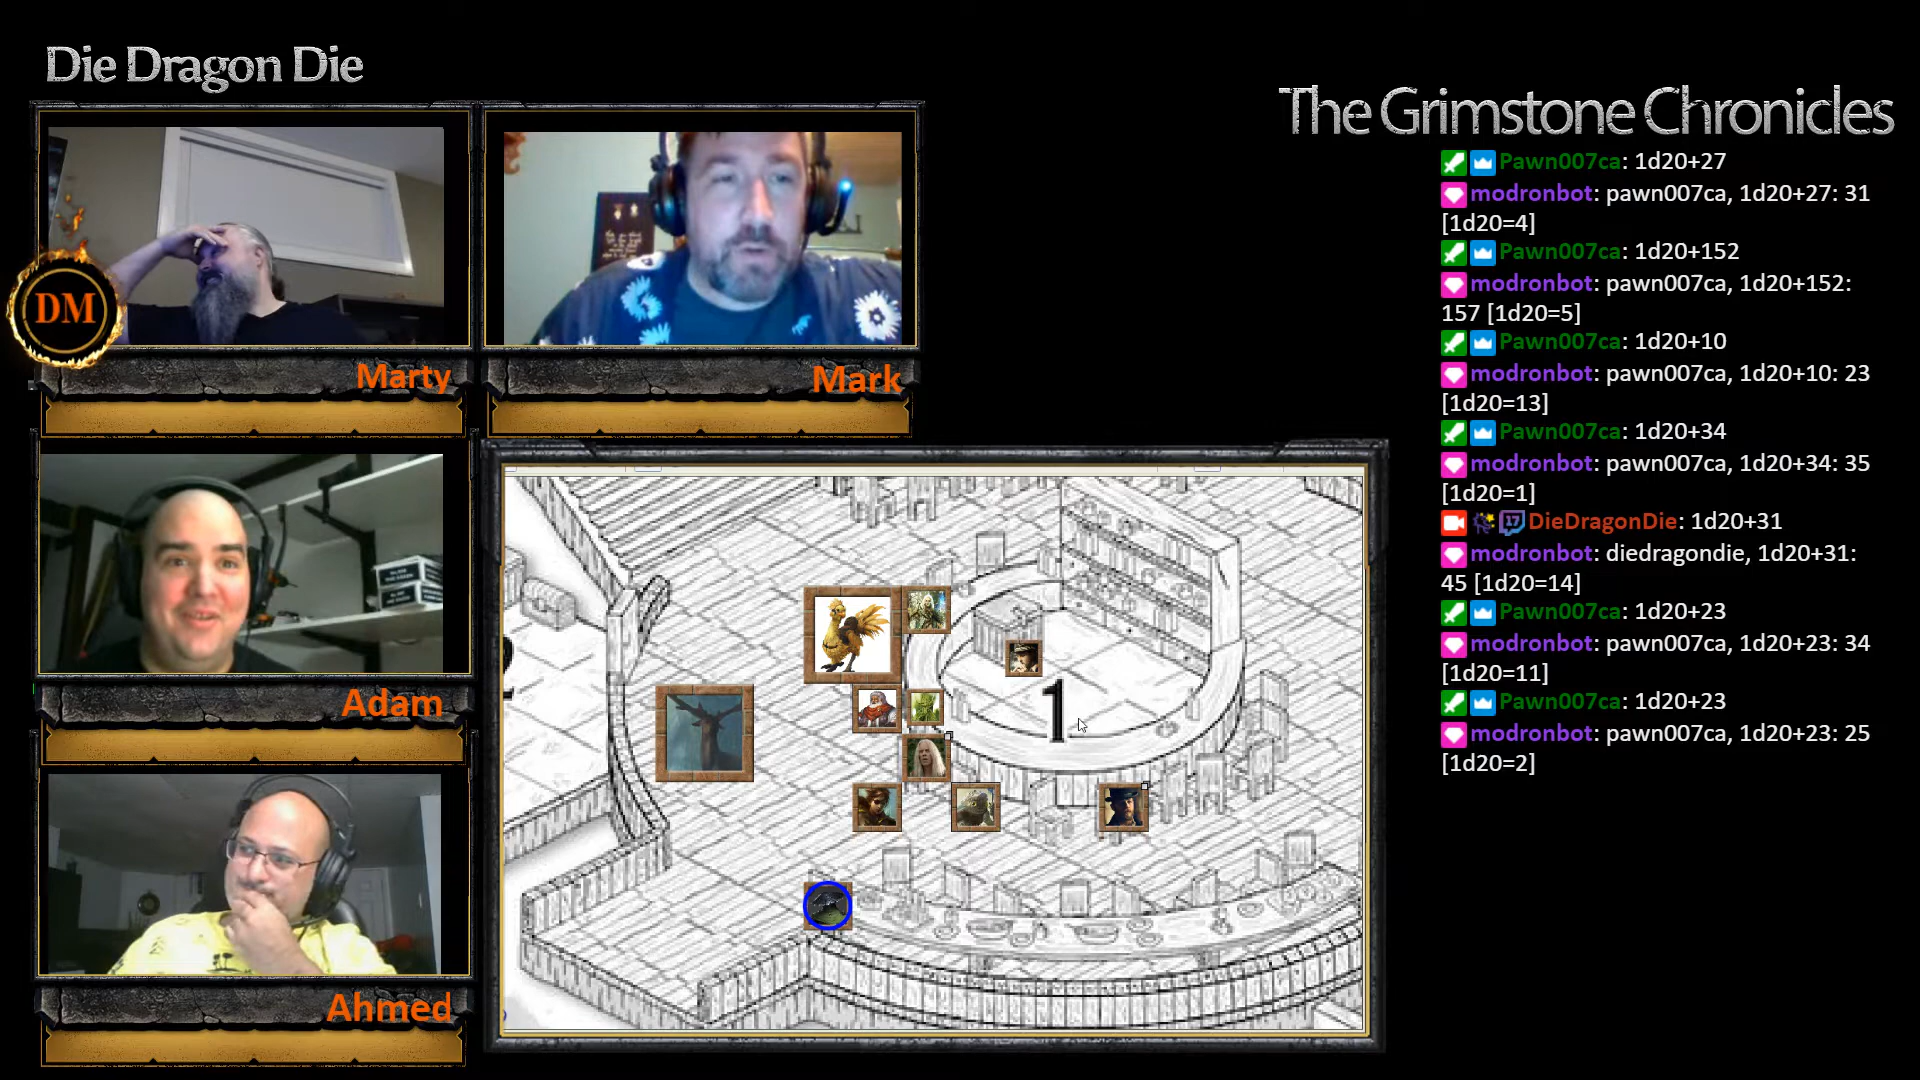 Die Dragon Die
The Grimstone Chronicles
DM
Marty
Mark
Adam
Ahmed
1
Pawn007ca: 1d20+27
modronbot: pawn007ca, 1d20+27: 31
[1d20=4]
Pawn007ca: 1d20+152
modronbot: pawn007ca, 1d20+152:
157 [1d20=5]
Pawn007ca: 1d20+10
modronbot: pawn007ca, 1d20+10: 23
[1d20=13]
Pawn007ca: 1d20+34
modronbot: pawn007ca, 1d20+34: 35
[1d20=1]
17 DieDragonDie: 1d20+31
modronbot: diedragondie, 1d20+31:
45 [1d20=14]
Pawn007ca: 1d20+23
modronbot: pawn007ca, 1d20+23: 34
[1d20=11]
Pawn007ca: 1d20+23
modronbot: pawn007ca, 1d20+23: 25
[1d20=2]